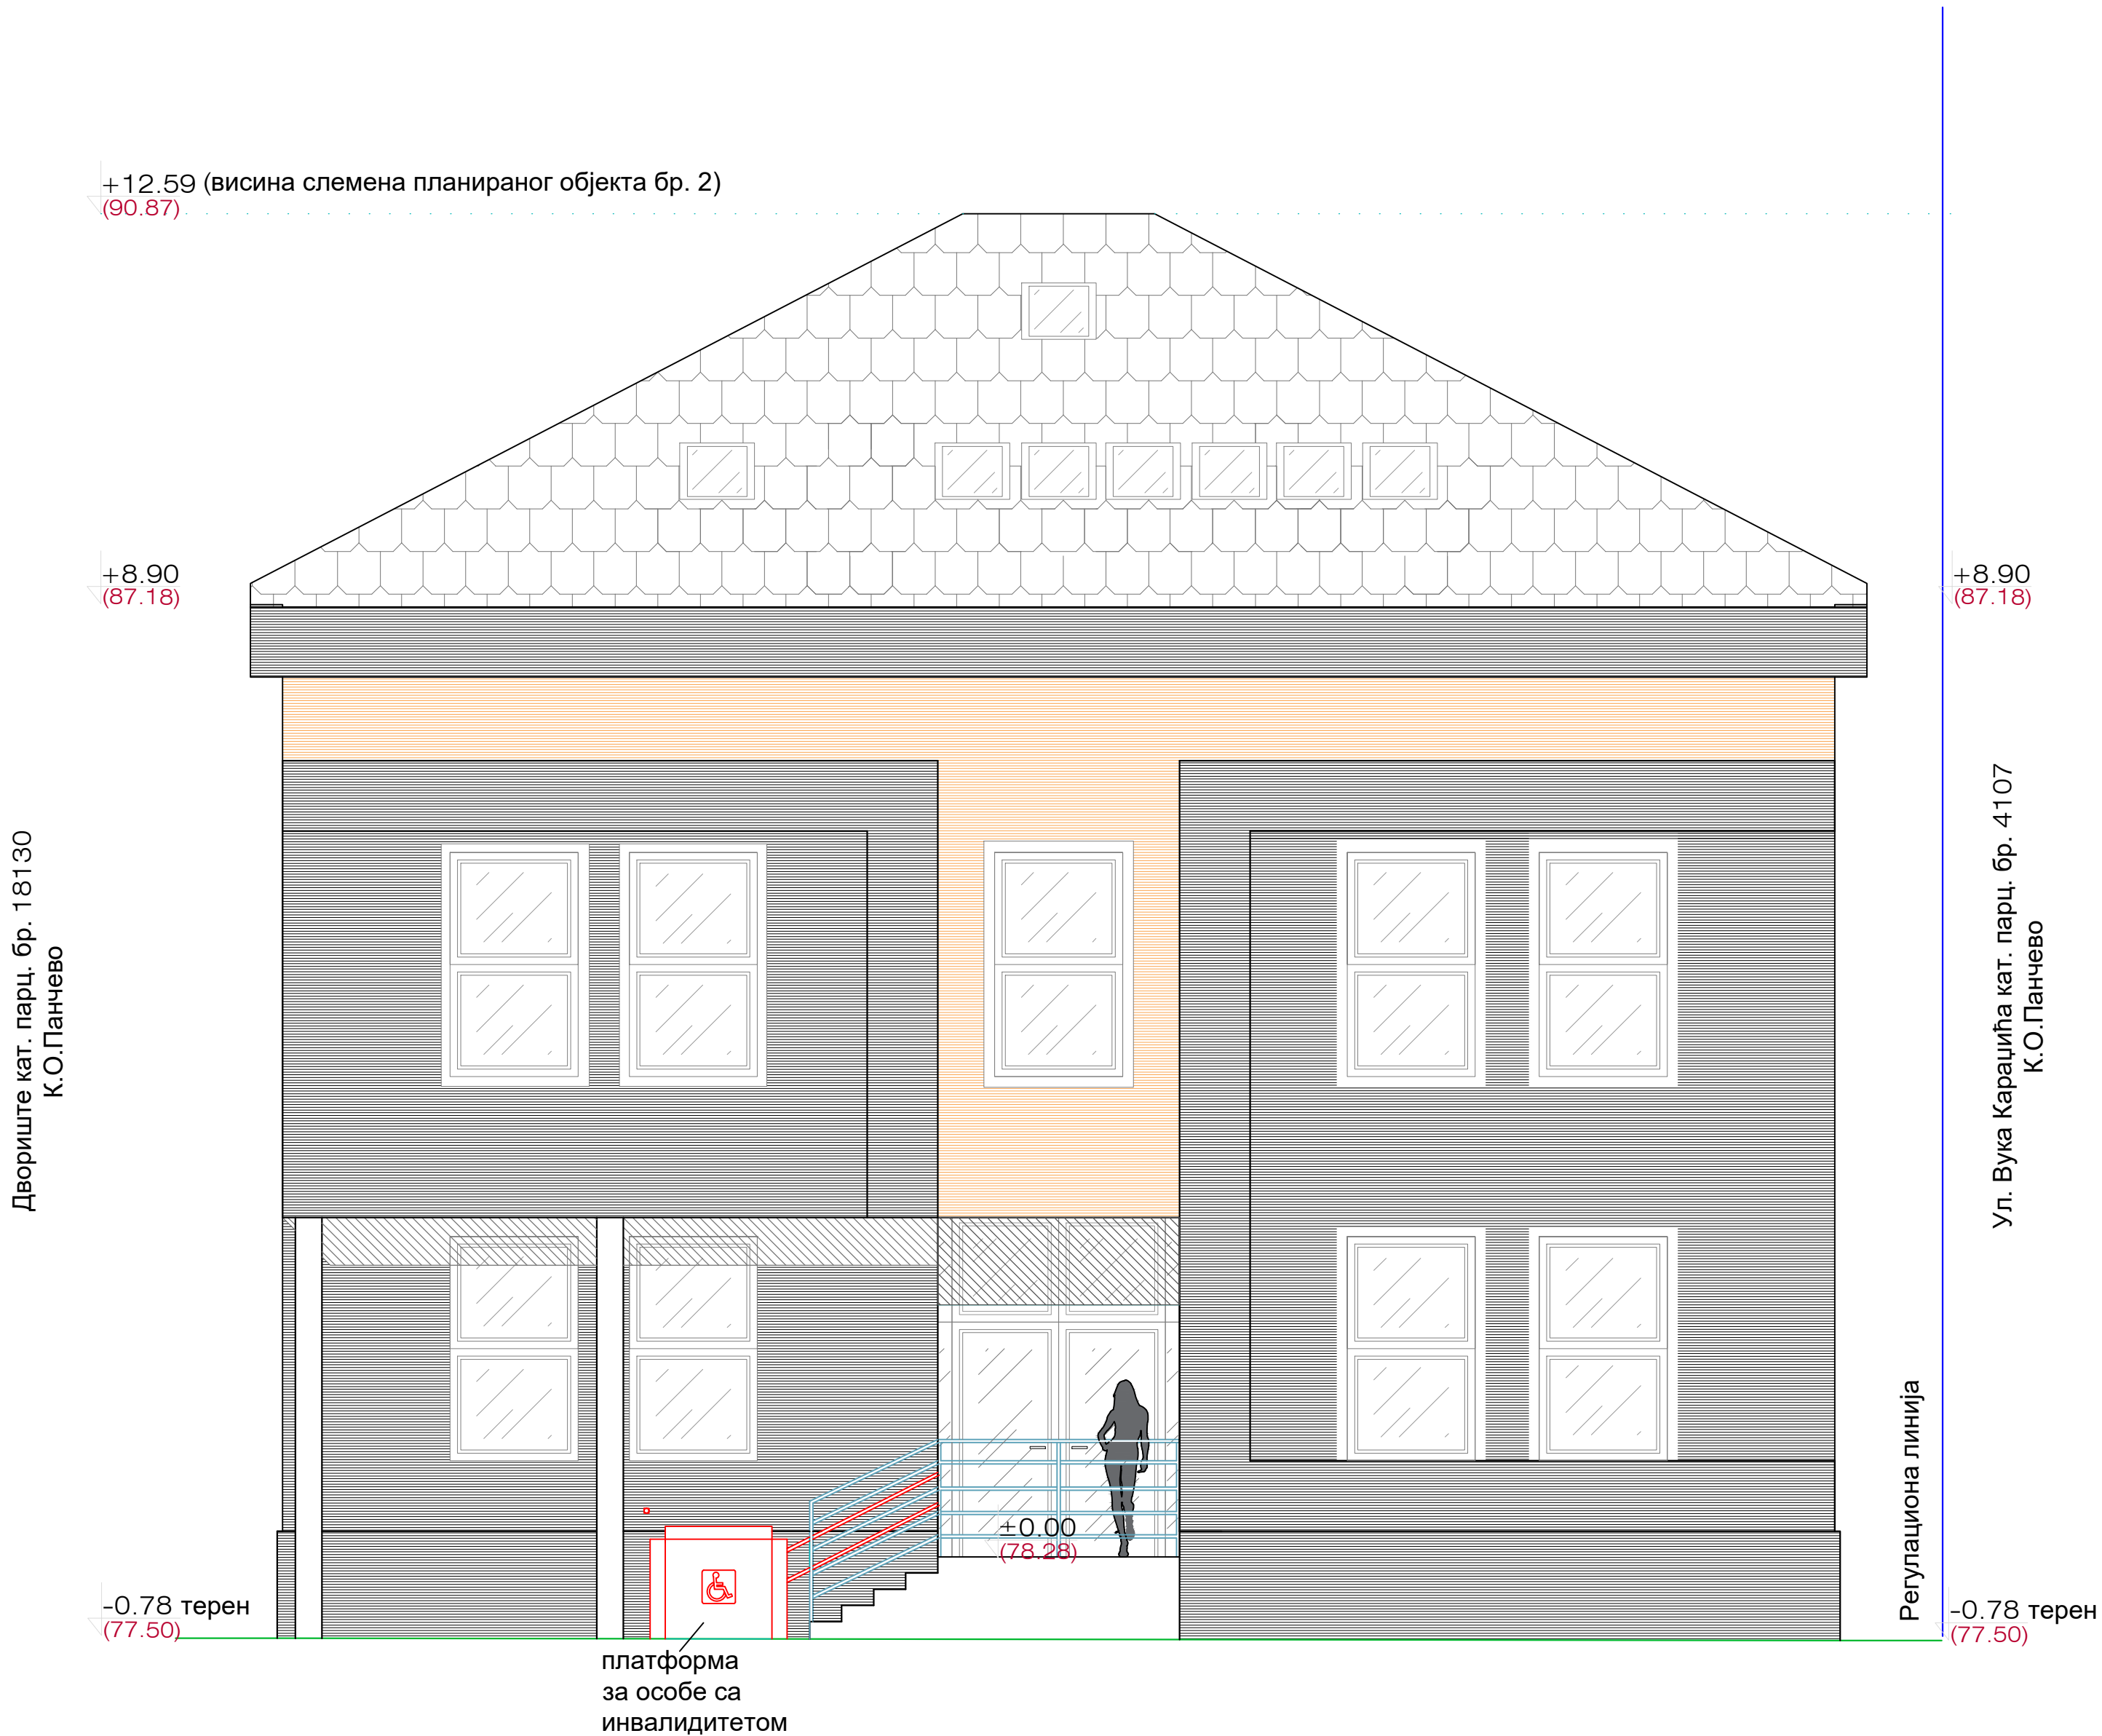 +12.59 (висина слемена планираног објекта бр. 2)
(90.87)
+8.90
(87.18)
+8.90
(87.18)
Двориште кат. парц. бр. 18130
К.О.Панчево
Ул. Вука Караџића кат. парц. бр. 4107
К.О.Панчево
Регулациона линија
±0.00
(78.28)
-0.78 терен
(77.50)
-0.78 терен
(77.50)
платформа
за особе са
инвалидитетом